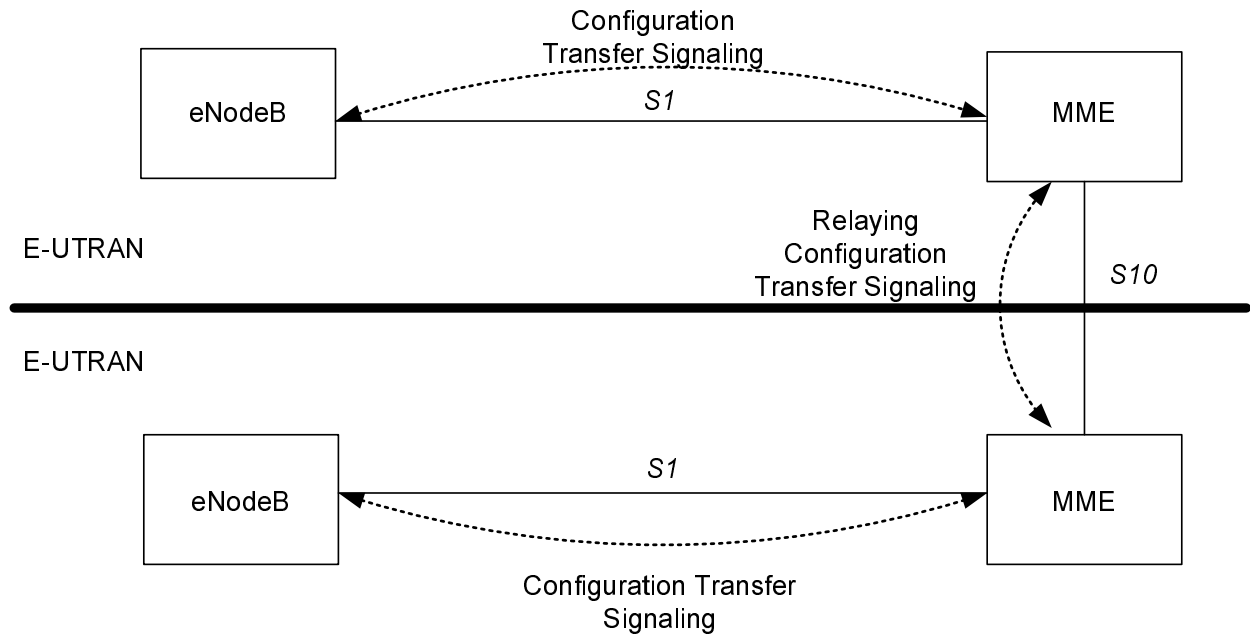 Configuration
Transfer Signaling
eNodeB
S1
MME
Relaying
Configuration
Transfer Signaling
E-UTRAN
S10
E-UTRAN
eNodeB
S1
MME
Configuration Transfer
Signaling